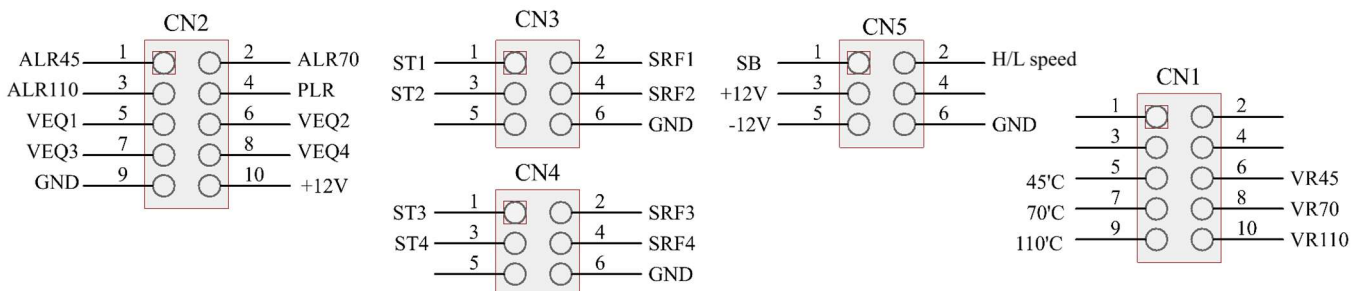 CN2
ALR45 1 2 ALR70
ALR110 3 4 PLR
VEQ1 5 6 VEQ2
VEQ3 7 8 VEQ4
GND 9 10 +12V
CN3
ST1 1 2 SRF1
ST2 3 4 SRF2
5 6 GND
CN4
ST3 1 2 SRF3
ST4 3 4 SRF4
5 6 GND
CN5
SB 1 2 H/L speed
+12V 3 4
-12V 5 6 GND
CN1
1 2
3 4
45'C 5 6 VR45
70'C 7 8 VR70
110'C 9 10 VR110